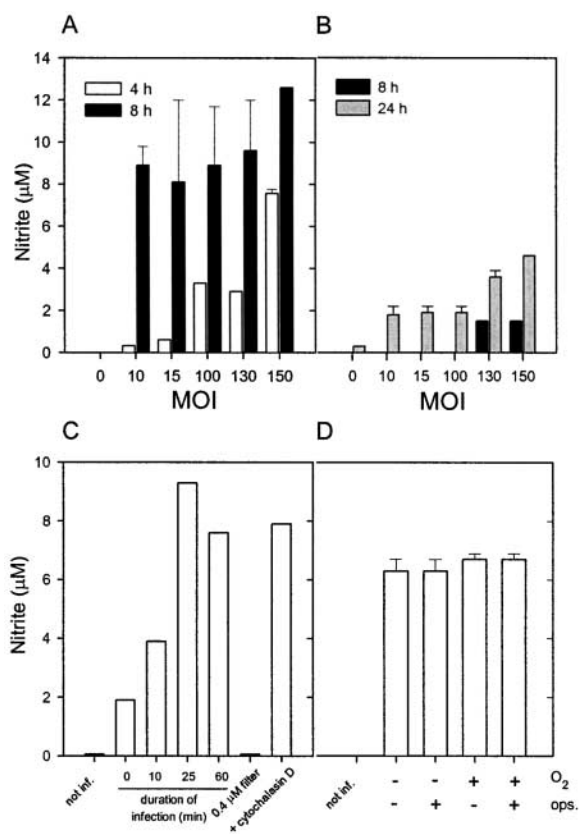 A
B
14
12
10
8
6
4
2
0
Nitrite (µM)
4 h
8 h
8 h
24 h
0 10 15 100 130 150
0 10 15 100 130 150
MOI
MOI
C
D
10
8
6
4
2
0
Nitrite (µM)
not inf.
0 10 25 60
duration of
infection (min)
0.4 µM filter
+ cytochalasin D
not inf.
- - + + O2
- + - + ops.